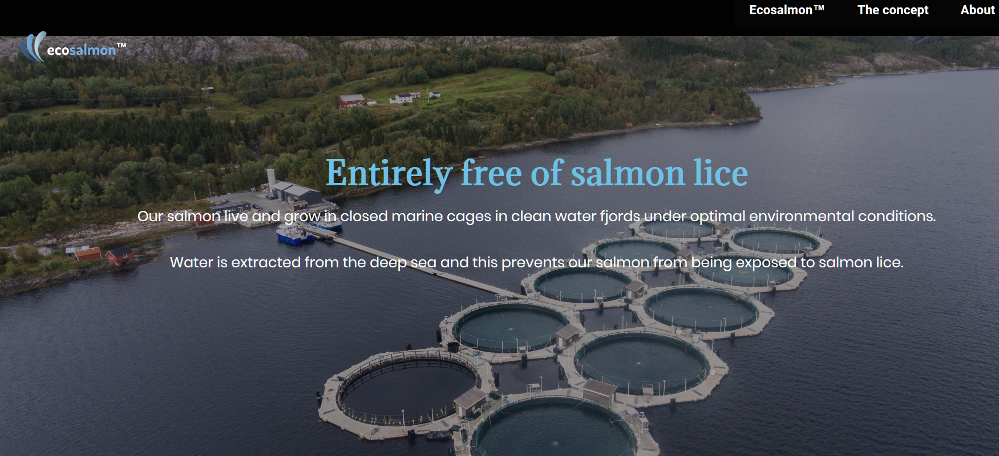 Ecosalmon™ The concept About
ecosalmon™
Entirely free of salmon lice
Our salmon live and grow in closed marine cages in clean water fjords under optimal environmental conditions.
Water is extracted from the deep sea and this prevents our salmon from being exposed to salmon lice.